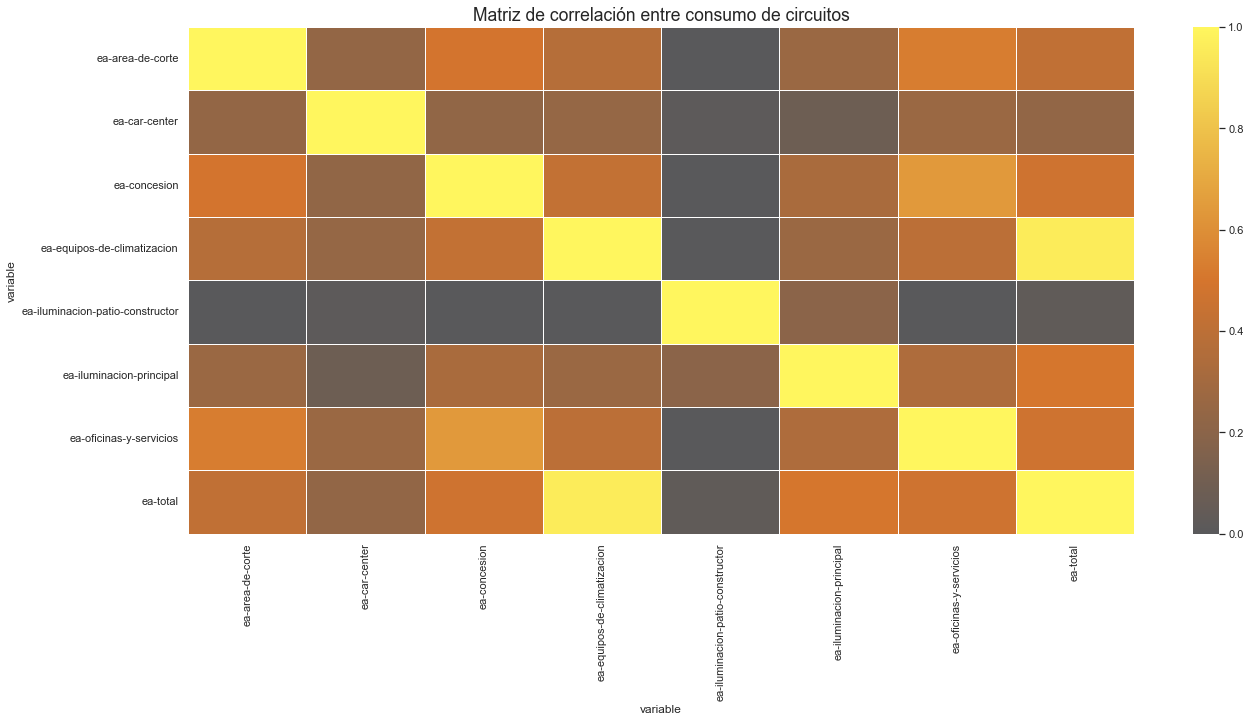 Matriz de correlación entre consumo de circuitos
variable
ea-area-de-corte
ea-car-center
ea-concesion
ea-equipos-de-climatizacion
ea-iluminacion-patio-constructor
ea-iluminacion-principal
ea-oficinas-y-servicios
ea-total
ea-area-de-corte
ea-car-center
ea-concesion
ea-equipos-de-climatizacion
ea-iluminacion-patio-constructor
ea-iluminacion-principal
ea-oficinas-y-servicios
ea-total
variable
1.0
0.8
0.6
0.4
0.2
0.0